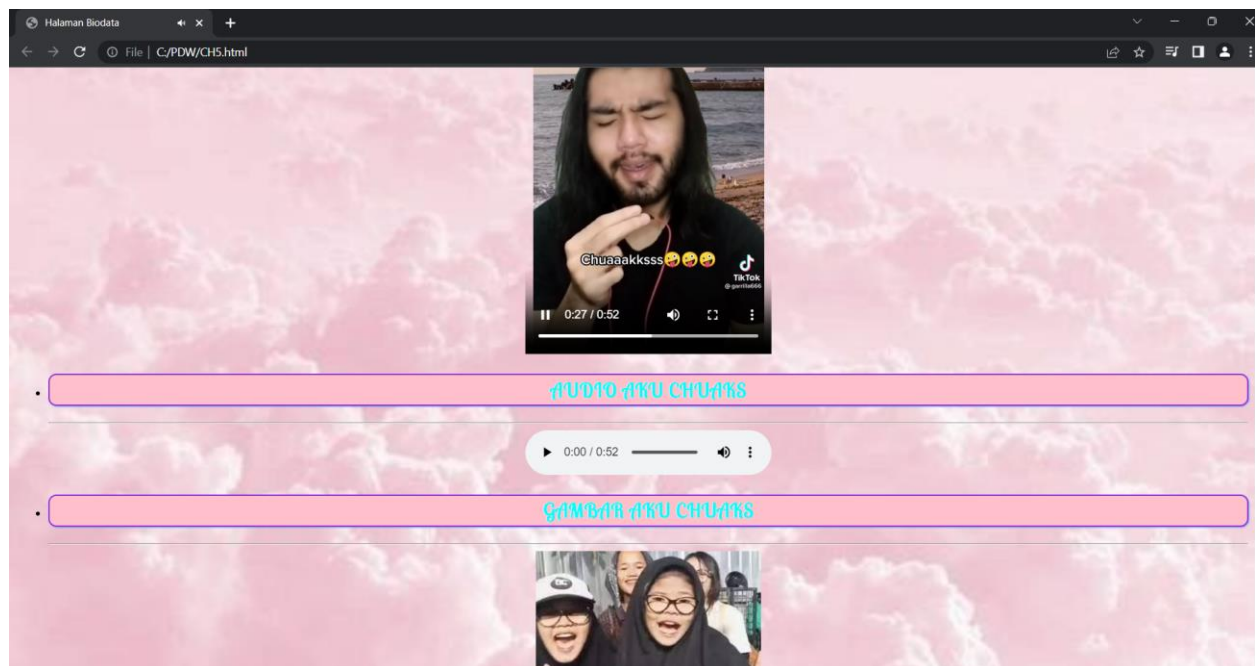 Halaman Biodata
File | C:/PDW/CH5.html
Chuaaakksss🤪🤪🤪
TikTok
@garrilla666
0:27 / 0:52
AUDIO AKU CHUAKS
0:00 / 0:52
GAMBAR AKU CHUAKS